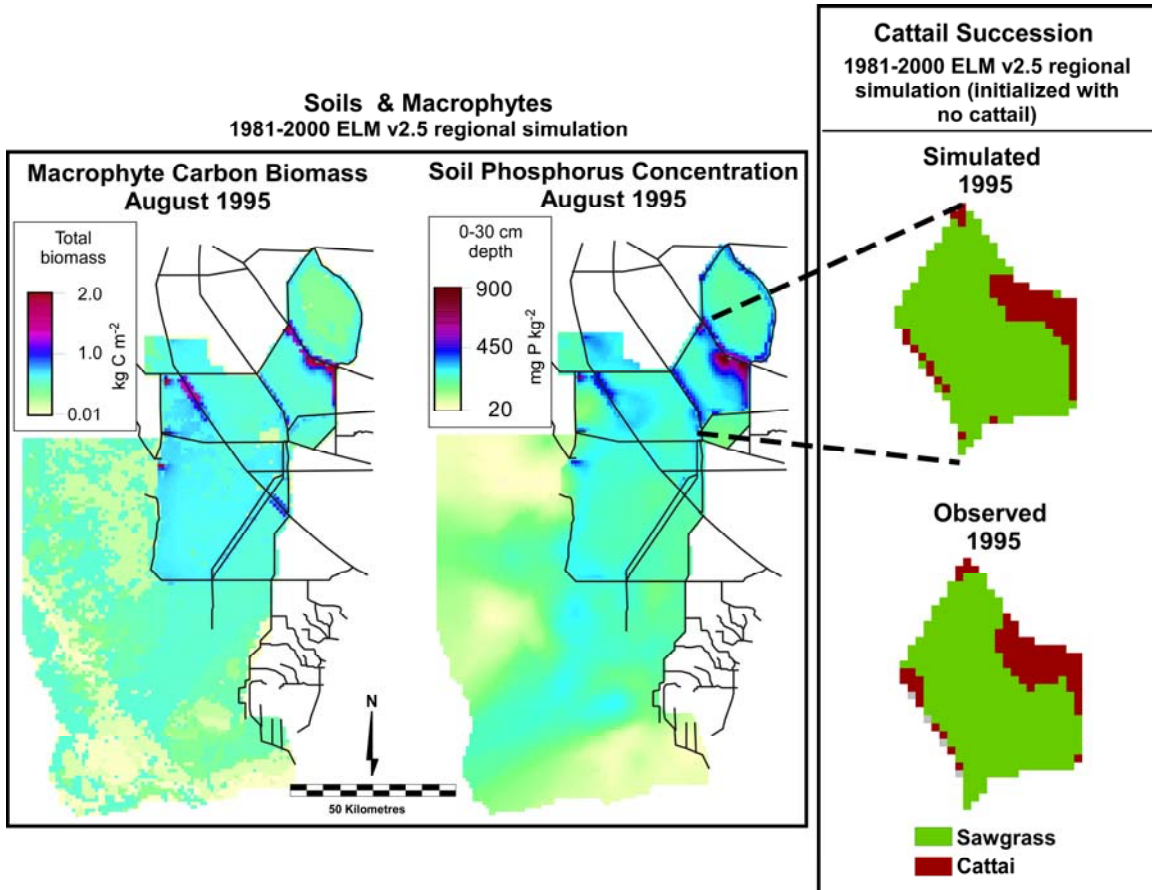 Soils & Macrophytes
1981-2000 ELM v2.5 regional simulation
Macrophyte Carbon Biomass
August 1995
Total
biomass
2.0
1.0
0.01
kg C m-2
Soil Phosphorus Concentration
August 1995
0-30 cm
depth
900
450
20
mg P kg-2
N
50 Kilometres
Cattail Succession
1981-2000 ELM v2.5 regional
simulation (initialized with
no cattail)
Simulated
1995
Observed
1995
Sawgrass
Cattai